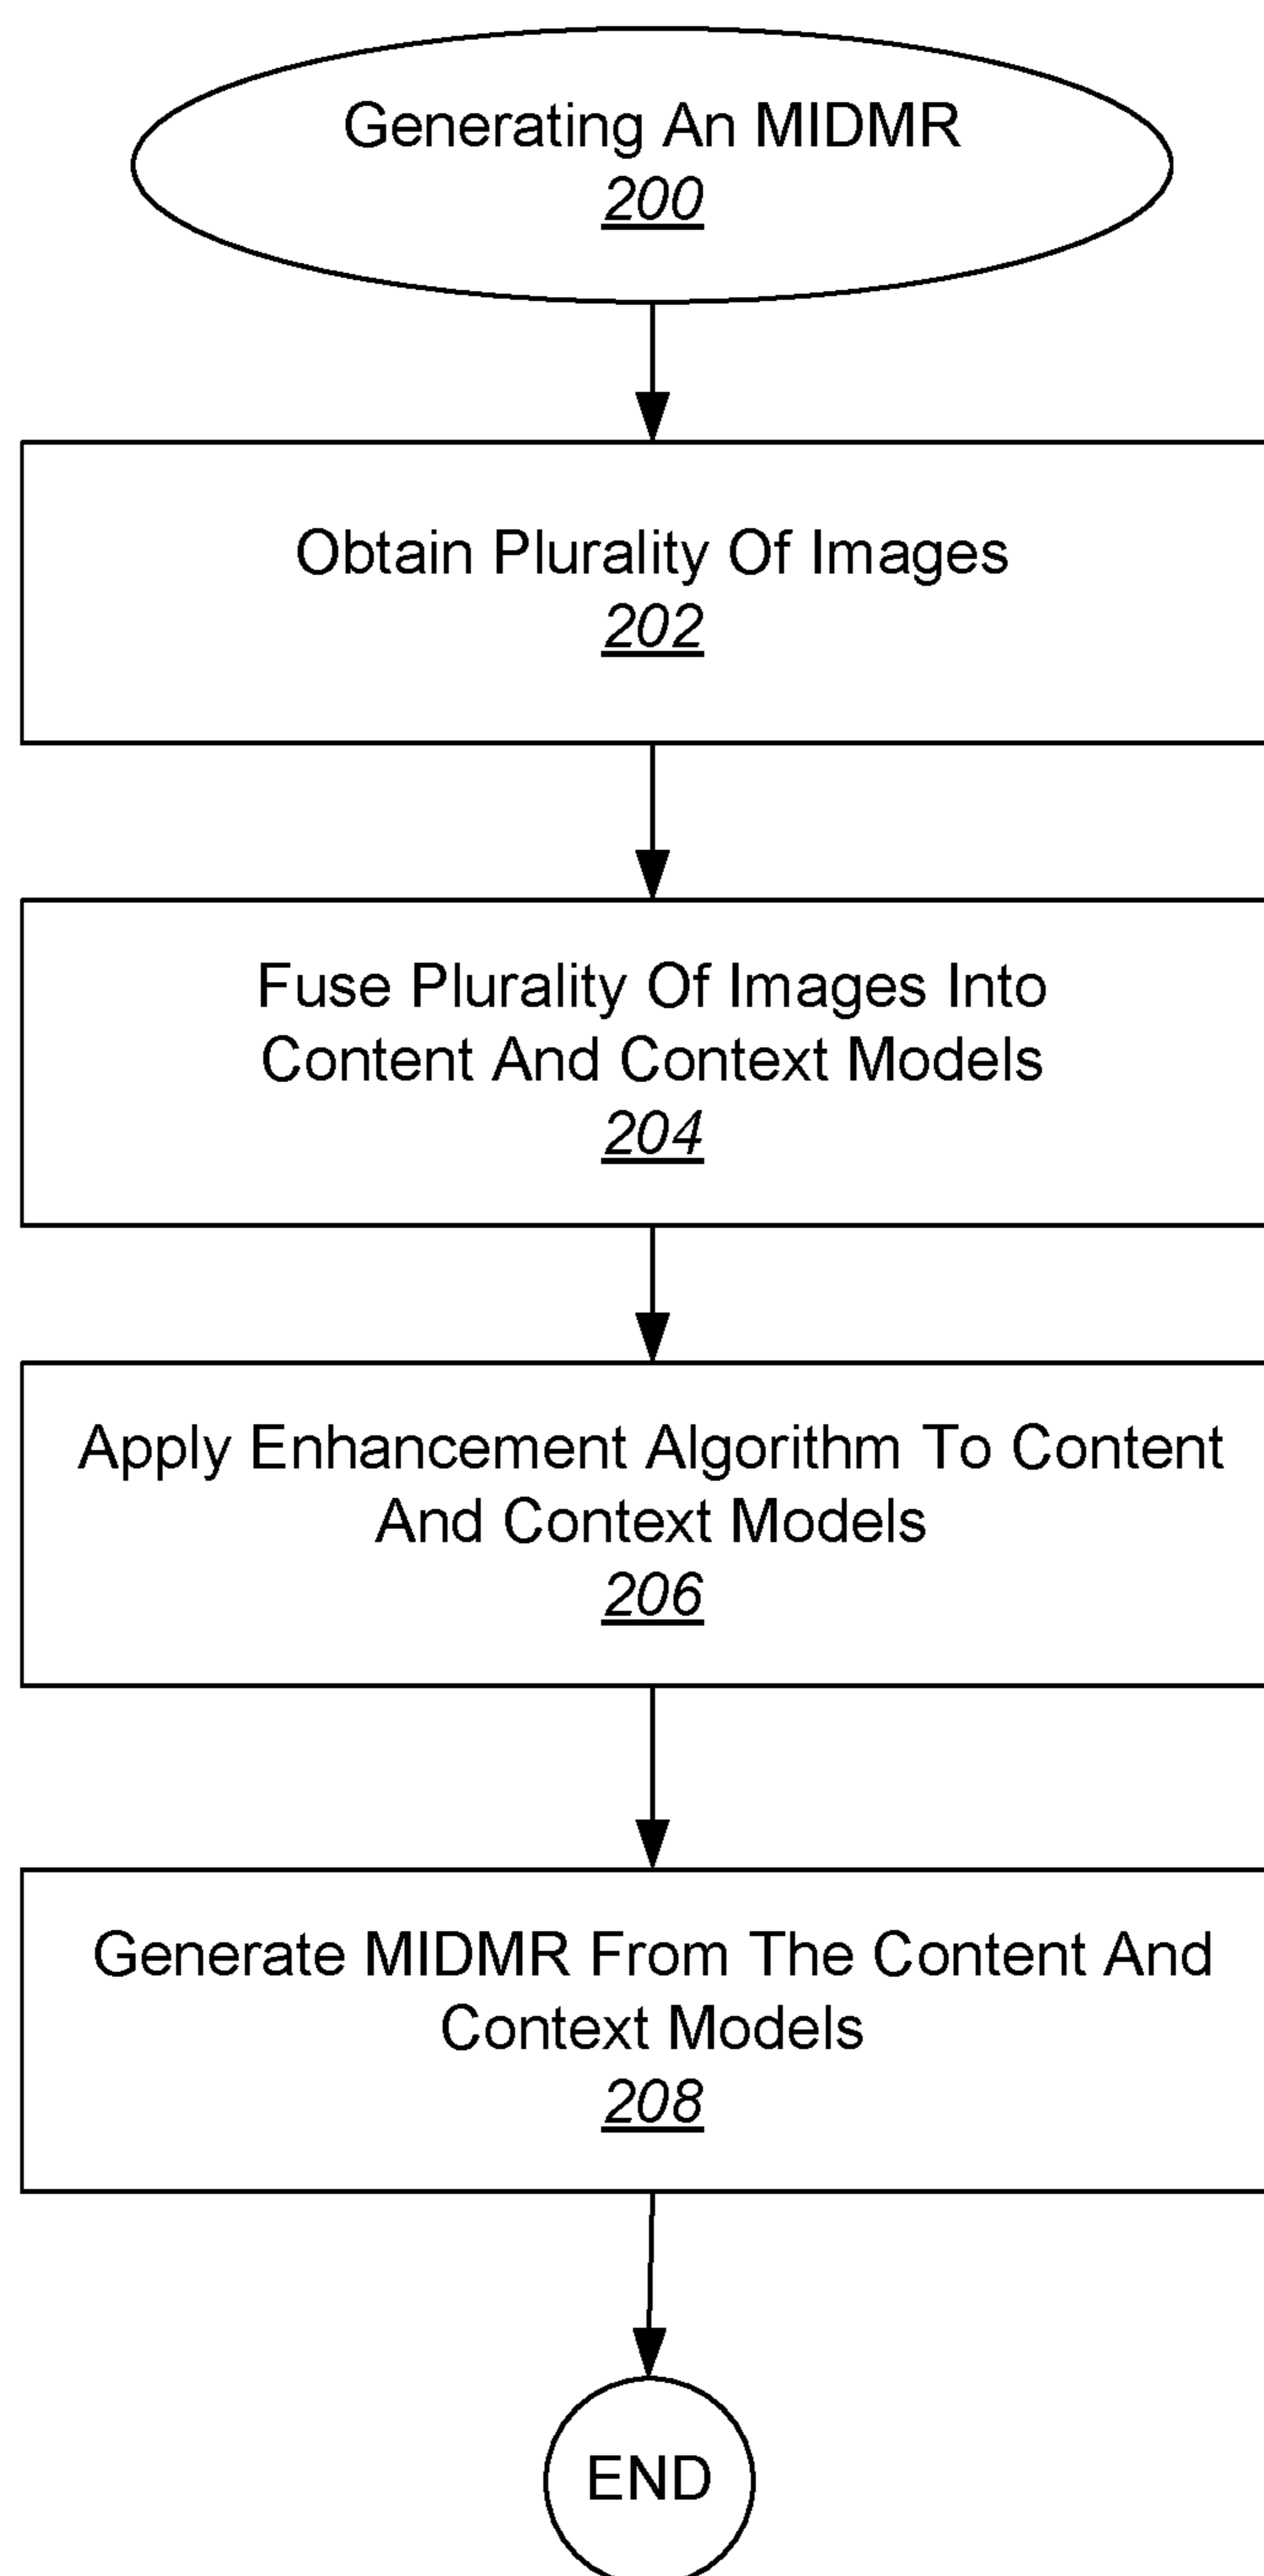 Generating An MIDMR
200
Obtain Plurality Of Images
202
Fuse Plurality Of Images Into
Content And Context Models
204
Apply Enhancement Algorithm To Content
And Context Models
206
Generate MIDMR From The Content And
Context Models
208
END